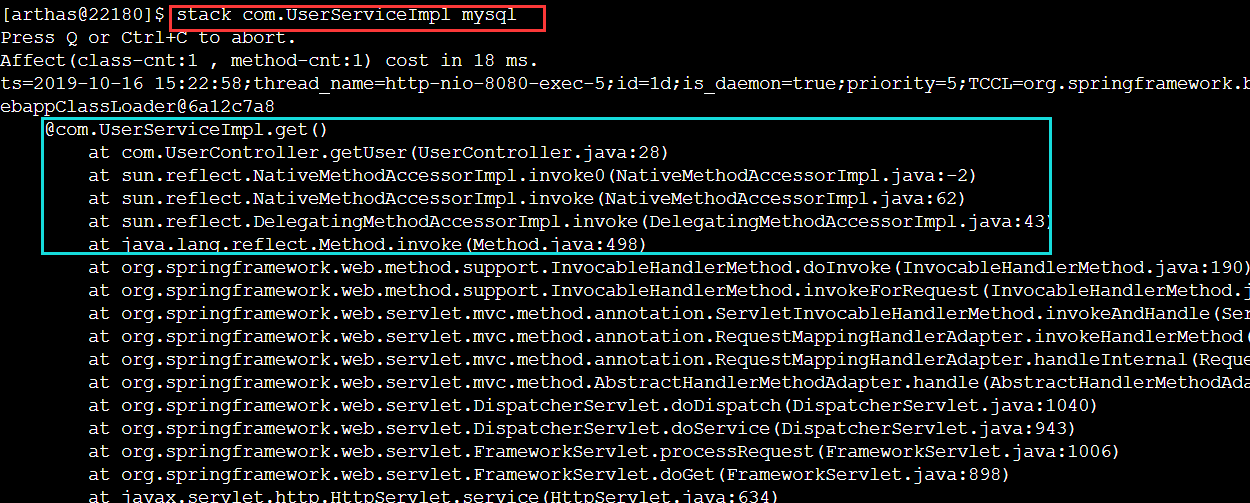 [arthas@22180]$ stack com.UserServiceImpl mysql
Press Q or Ctrl+C to abort.
Affect(class-cnt:1 , method-cnt:1) cost in 18 ms.
ts=2019-10-16 15:22:58;thread_name=http-nio-8080-exec-5;id=1d;is_daemon=true;priority=5;TCCL=org.springframework.b
ebappClassLoader@6a12c7a8
@com.UserServiceImpl.get()
at com.UserController.getUser(UserController.java:28)
at sun.reflect.NativeMethodAccessorImpl.invoke0(NativeMethodAccessorImpl.java:-2)
at sun.reflect.NativeMethodAccessorImpl.invoke(NativeMethodAccessorImpl.java:62)
at sun.reflect.DelegatingMethodAccessorImpl.invoke(DelegatingMethodAccessorImpl.java:43)
at java.lang.reflect.Method.invoke(Method.java:498)
at org.springframework.web.method.support.InvocableHandlerMethod.doInvoke(InvocableHandlerMethod.java:190)
at org.springframework.web.method.support.InvocableHandlerMethod.invokeForRequest(InvocableHandlerMethod.j
at org.springframework.web.servlet.mvc.method.annotation.ServletInvocableHandlerMethod.invokeAndHandle(Ser
at org.springframework.web.servlet.mvc.method.annotation.RequestMappingHandlerAdapter.invokeHandlerMethod(
at org.springframework.web.servlet.mvc.method.annotation.RequestMappingHandlerAdapter.handleInternal(Reque
at org.springframework.web.servlet.mvc.method.AbstractHandlerMethodAdapter.handle(AbstractHandlerMethodAda
at org.springframework.web.servlet.DispatcherServlet.doDispatch(DispatcherServlet.java:1040)
at org.springframework.web.servlet.DispatcherServlet.doService(DispatcherServlet.java:943)
at org.springframework.web.servlet.FrameworkServlet.processRequest(FrameworkServlet.java:1006)
at org.springframework.web.servlet.FrameworkServlet.doGet(FrameworkServlet.java:898)
at javax.servlet.http.HttpServlet.service(HttpServlet.java:634)